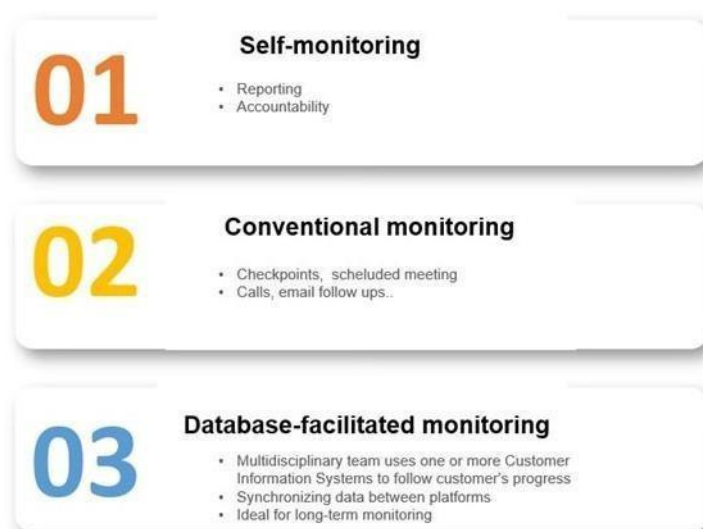 01
Self-monitoring
• Reporting
• Accountability
02
Conventional monitoring
• Checkpoints, scheluded meeting
• Calls, email follow ups..
03
Database-facilitated monitoring
• Multidisciplinary team uses one or more Customer
Information Systems to follow customer's progress
• Synchronizing data between platforms
• Ideal for long-term monitoring